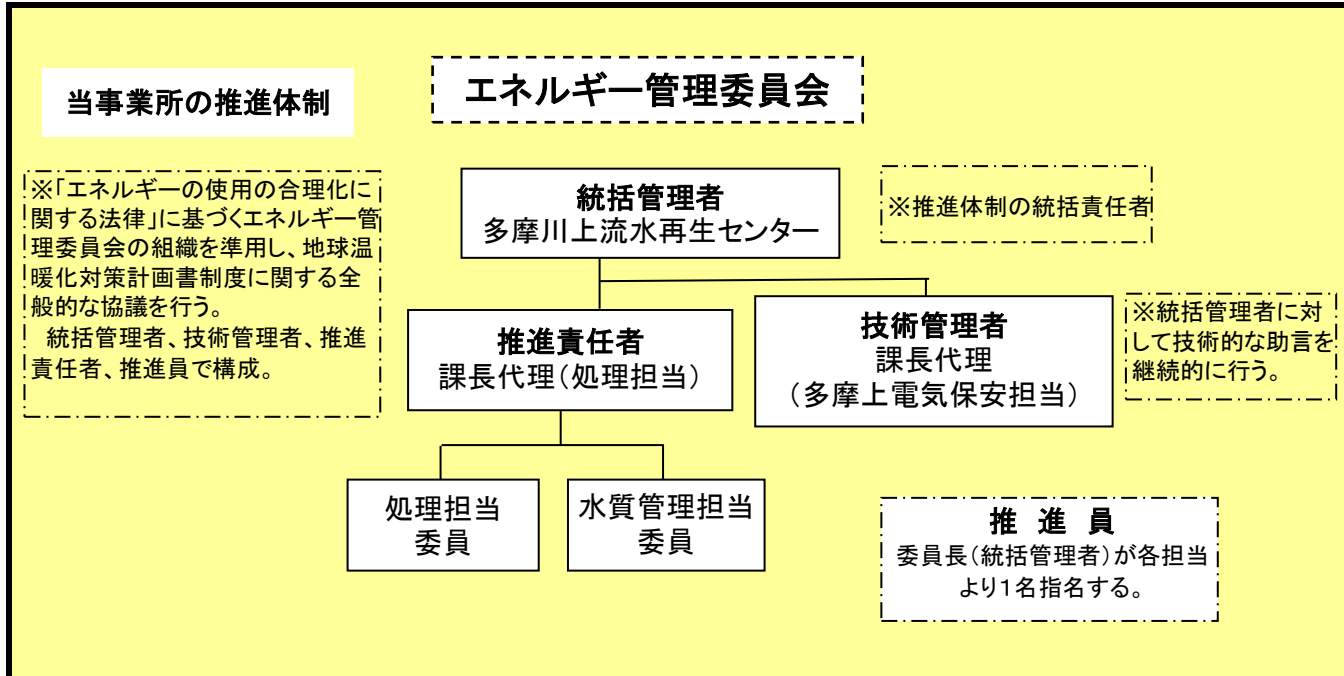 エネルギー管理委員会
当事業所の推進体制
※「エネルギーの使用の合理化に
関する法律」に基づくエネルギー管
理委員会の組織を準用し、地球温
暖化対策計画書制度に関する全
般的な協議を行う。
統括管理者、技術管理者、推進
責任者、推進員で構成。
統括管理者
多摩川上流水再生センター
※推進体制の統括責任者
推進責任者
課長代理(処理担当)
技術管理者
課長代理
(多摩上電気保安担当)
※統括管理者に対
して技術的な助言を
継続的に行う。
処理担当
委員
水質管理担当
委員
推 進 員
委員長(統括管理者)が各担当
より1名指名する。